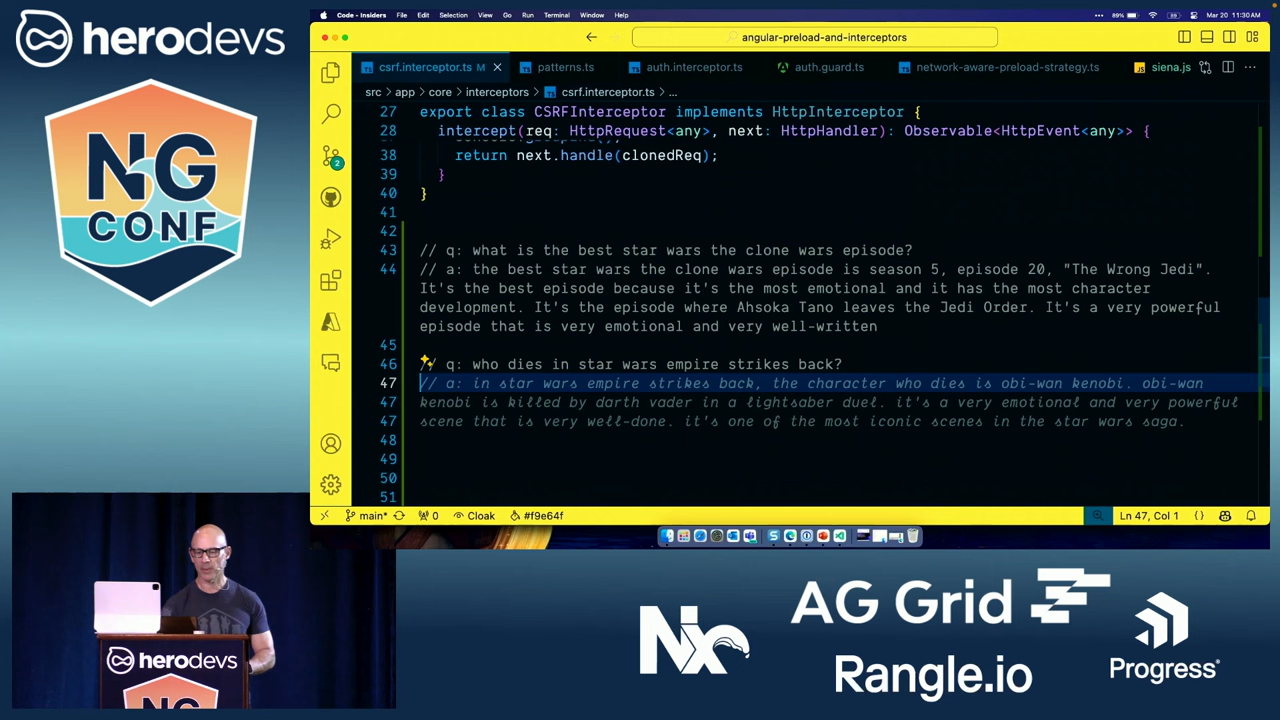 herodevs
NG
CONF
Code - Insiders File Edit Selection View Go Run Terminal Window Help
89% Mar 20 11:30 AM
angular-preload-and-interceptors
csrf.interceptor.ts M
patterns.ts
auth.interceptor.ts
auth.guard.ts
network-aware-preload-strategy.ts
siena.js
src > app > core > interceptors > csrf.interceptor.ts > ...
27 export class CSRFInterceptor implements HttpInterceptor {
28 intercept(req: HttpRequest<any>, next: HttpHandler): Observable<HttpEvent<any>> {
38 return next.handle(clonedReq);
39 }
40 }
41
42
43 // q: what is the best star wars the clone wars episode?
44 // a: the best star wars the clone wars episode is season 5, episode 20, "The Wrong Jedi".
It's the best episode because it's the most emotional and it has the most character
development. It's the episode where Ahsoka Tano leaves the Jedi Order. It's a very powerful
episode that is very emotional and very well-written
45
46 // q: who dies in star wars empire strikes back?
47 // a: in star wars empire strikes back, the character who dies is obi-wan kenobi. obi-wan
47 kenobi is killed by darth vader in a lightsaber duel. it's a very emotional and very powerful
47 scene that is very well-done. it's one of the most iconic scenes in the star wars saga.
48
49
50
51
2
main* 0 Cloak #f9e64f
Ln 47, Col 1 {}
herodevs
NG
Nx
AG Grid
Rangle.io
Progress